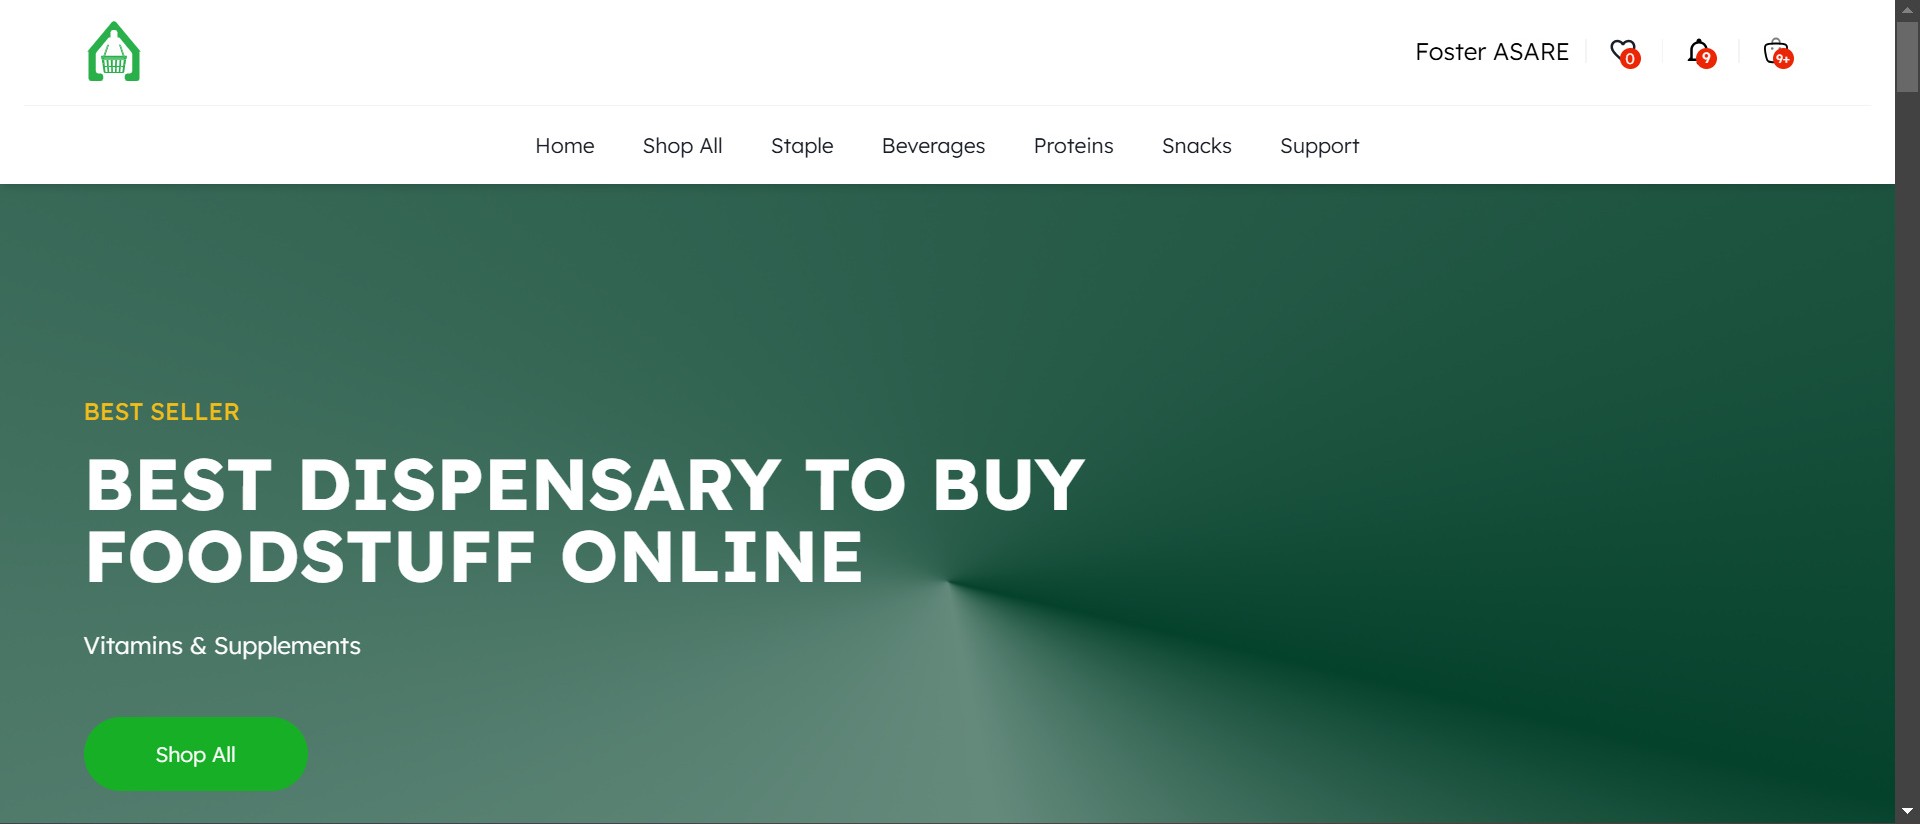 Foster ASARE
0
9
9+
Home Shop All Staple Beverages Proteins Snacks Support
BEST SELLER
BEST DISPENSARY TO BUY
FOODSTUFF ONLINE
Vitamins & Supplements
Shop All